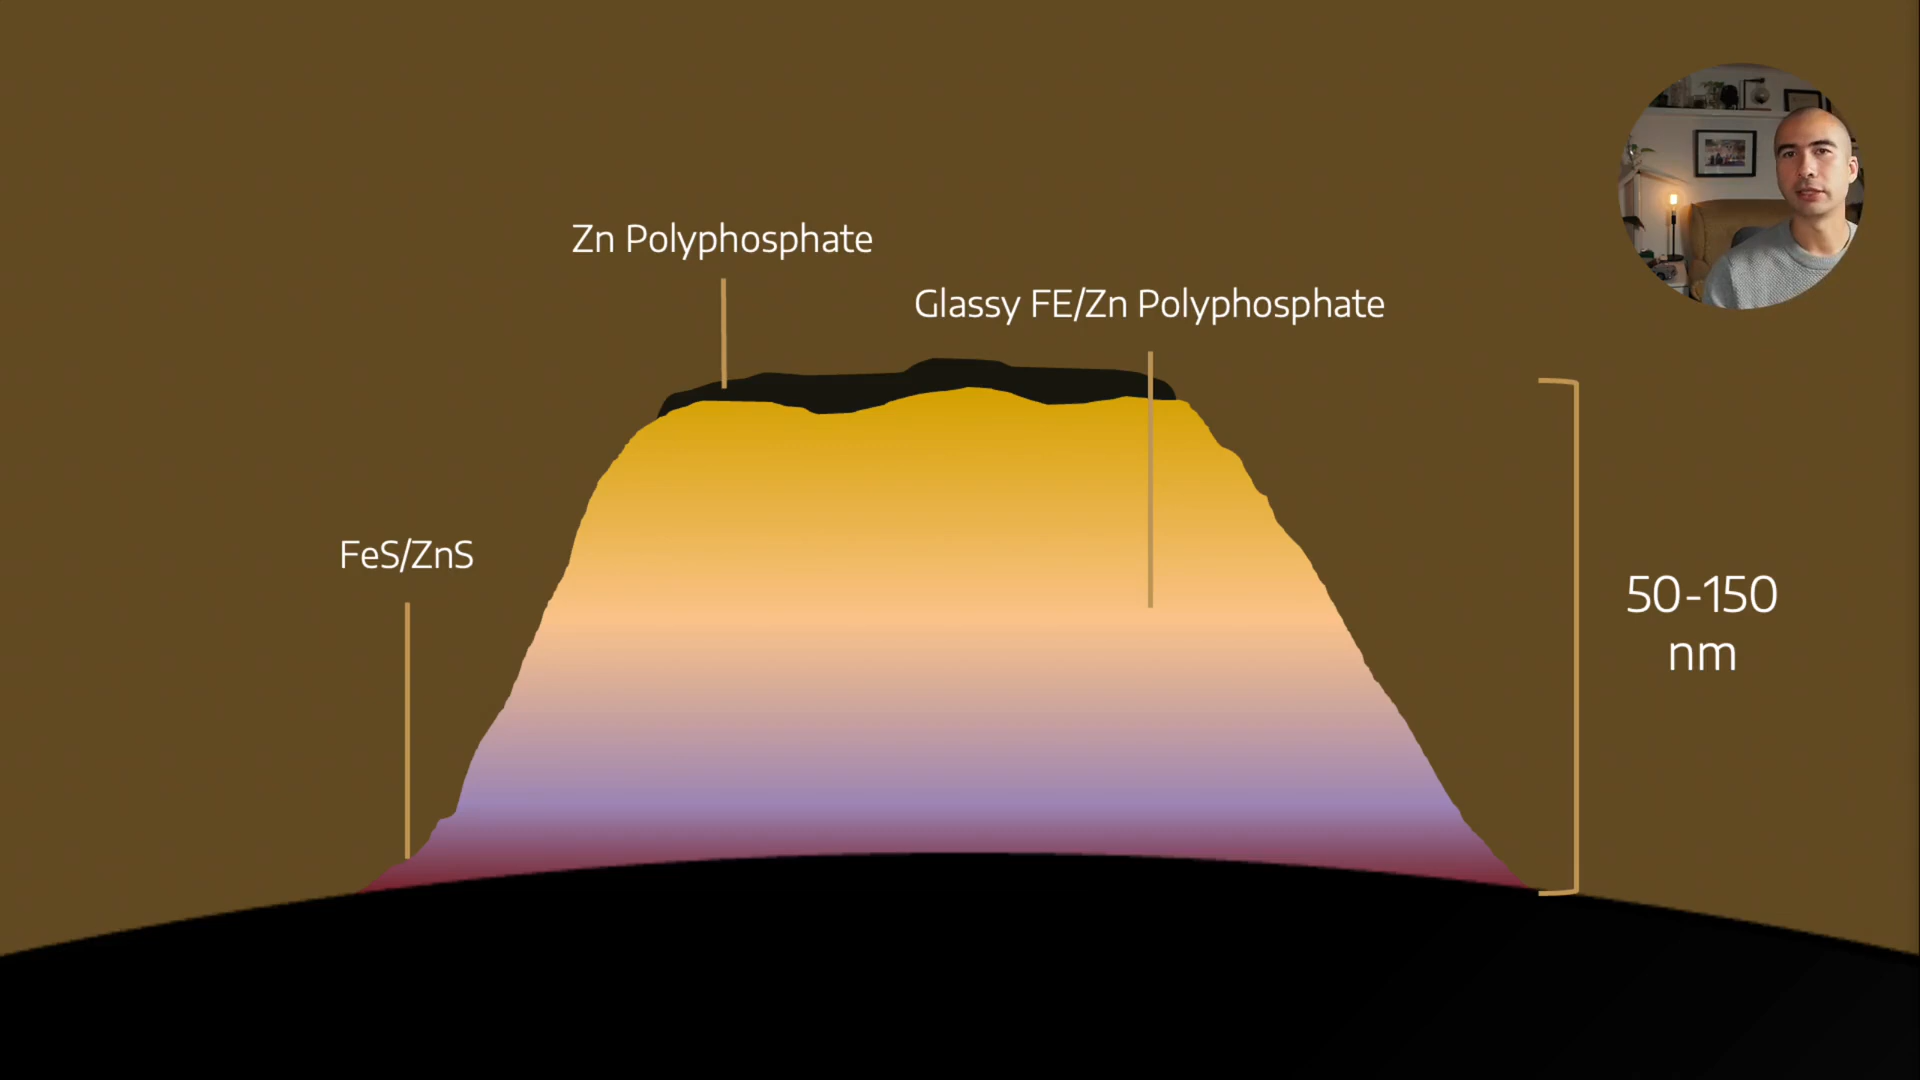 Zn Polyphosphate
Glassy FE/Zn Polyphosphate
FeS/ZnS
50-150
nm